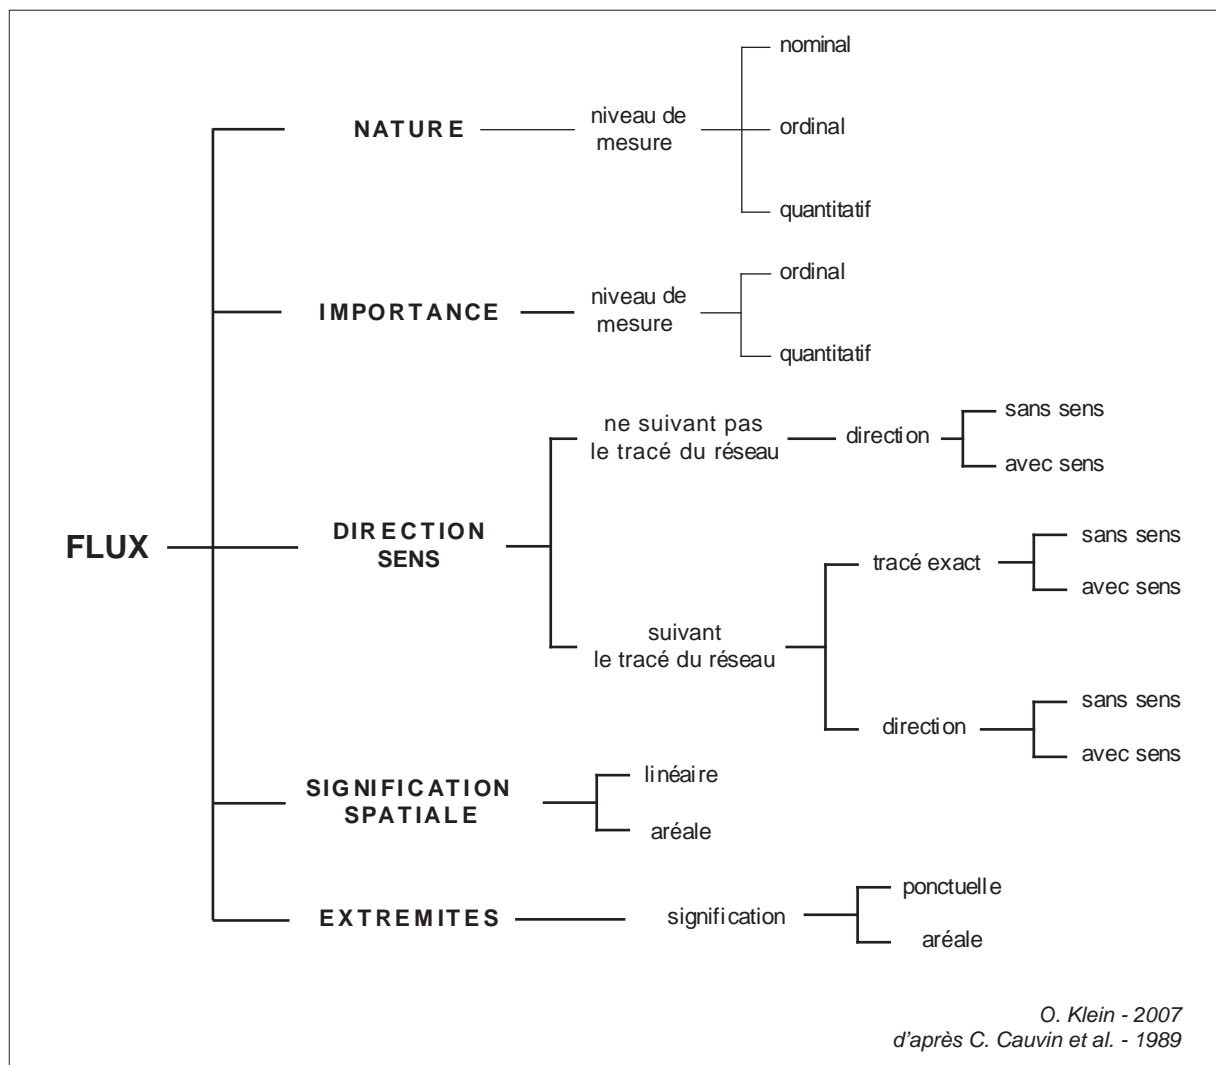 nominal
NATURE
niveau de
mesure
ordinal
quantitatif
IMPORTANCE
niveau de
mesure
ordinal
quantitatif
FLUX
DIRECTION
SENS
ne suivant pas
le tracé du réseau
direction
sans sens
avec sens
suivant
le tracé du réseau
tracé exact
sans sens
avec sens
direction
sans sens
avec sens
SIGNIFICATION
SPATIALE
linéaire
aréale
EXTREMITES
signification
ponctuelle
aréale
O. Klein - 2007
d'après C. Cauvin et al. - 1989